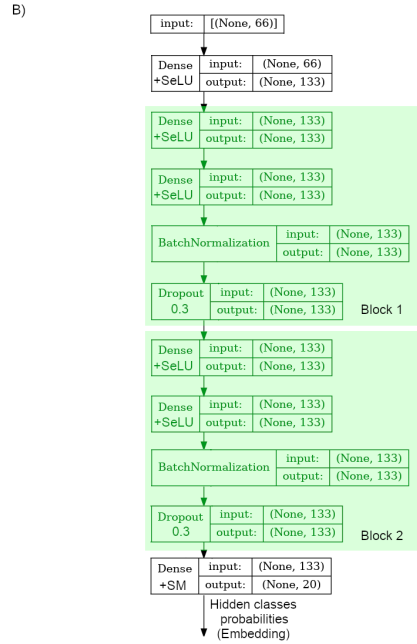 B)
input: [(None, 66)]
Dense +SeLU input: (None, 66)
output: (None, 133)
Dense +SeLU input: (None, 133)
output: (None, 133)
Dense +SeLU input: (None, 133)
output: (None, 133)
BatchNormalization input: (None, 133)
output: (None, 133)
Dropout 0.3 input: (None, 133)
output: (None, 133)
Block 1
Dense +SeLU input: (None, 133)
output: (None, 133)
Dense +SeLU input: (None, 133)
output: (None, 133)
BatchNormalization input: (None, 133)
output: (None, 133)
Dropout 0.3 input: (None, 133)
output: (None, 133)
Block 2
Dense +SM input: (None, 133)
output: (None, 20)
Hidden classes
probabilities
(Embedding)